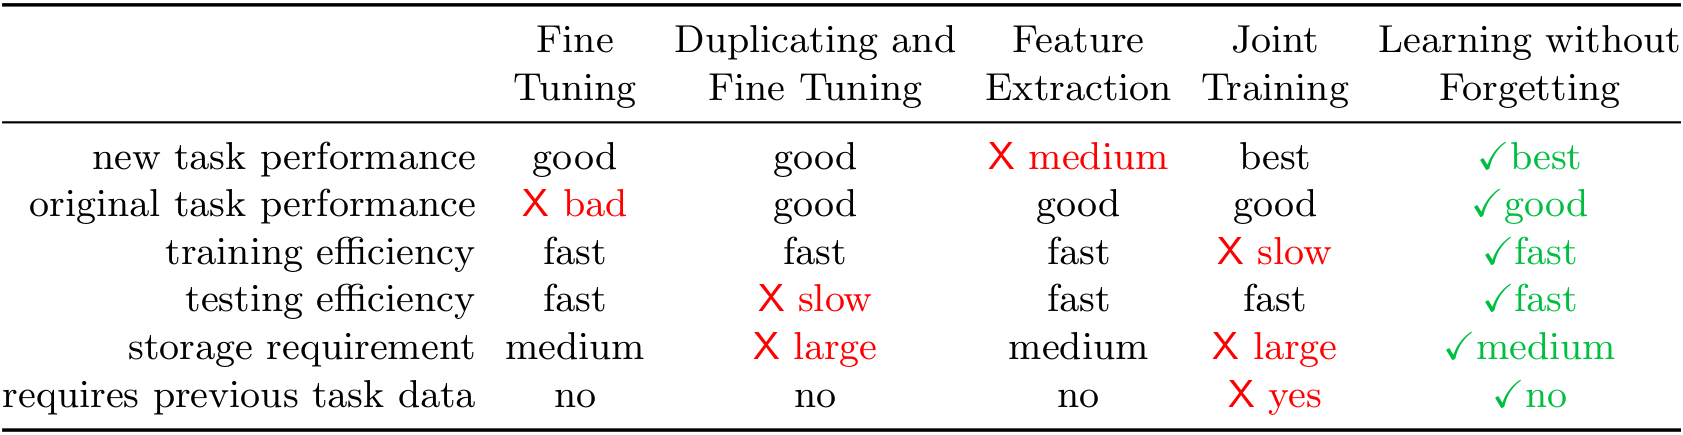 Fine Duplicating and Feature Joint Learning without
Tuning Fine Tuning Extraction Training Forgetting
new task performance good good X medium best ✓best
original task performance X bad good good good ✓good
training efficiency fast fast fast X slow ✓fast
testing efficiency fast X slow fast fast ✓fast
storage requirement medium X large medium X large ✓medium
requires previous task data no no no X yes ✓no